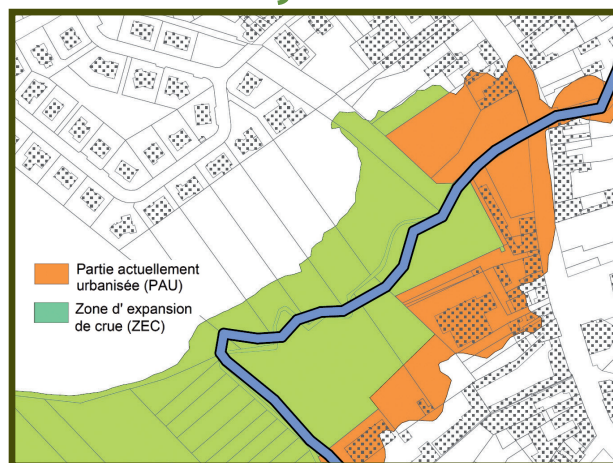 Partie actuellement
urbanisée (PAU)
Zone d' expansion
de crue (ZEC)